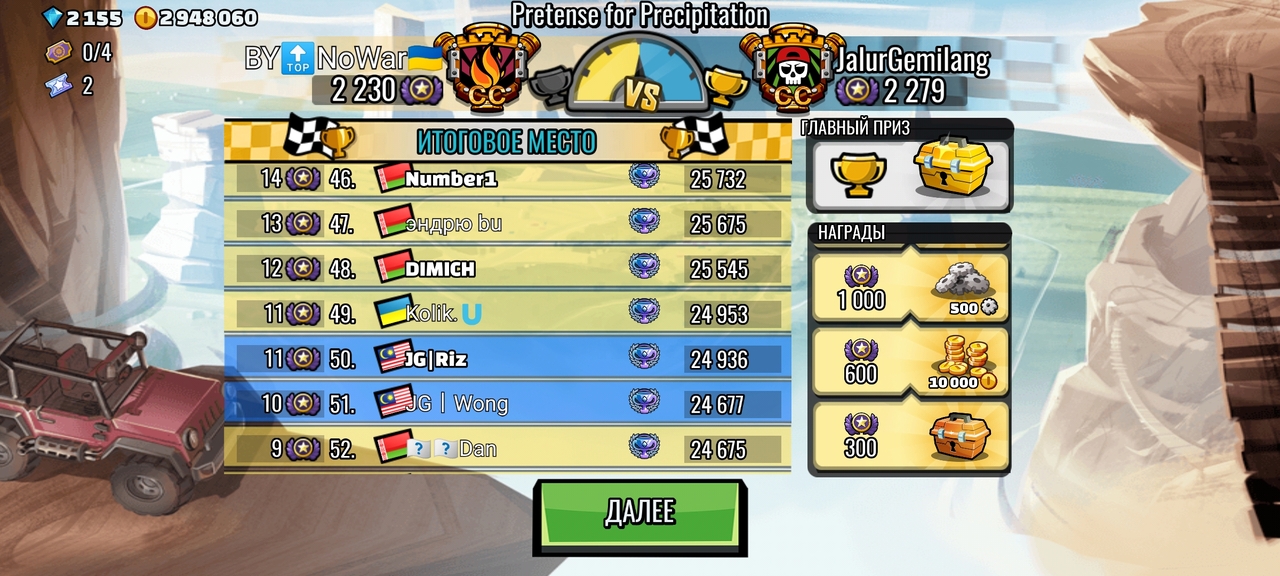 2 155 2 948 060
Pretense for Precipitation
0/4
2
BY TOP NoWar
2 230
CC
VS
CC
JalurGemilang
2 279
ИТОГОВОЕ МЕСТО
14 46. Number1 25 732
13 47. эндрю bu 25 675
12 48. DIMICH 25 545
11 49. Kolik. U 24 953
11 50. JG|Riz 24 936
10 51. JG | Wong 24 677
9 52. ? ? Dan 24 675
ГЛАВНЫЙ ПРИЗ
НАГРАДЫ
1 000 500
600 10 000
300
ДАЛЕЕ